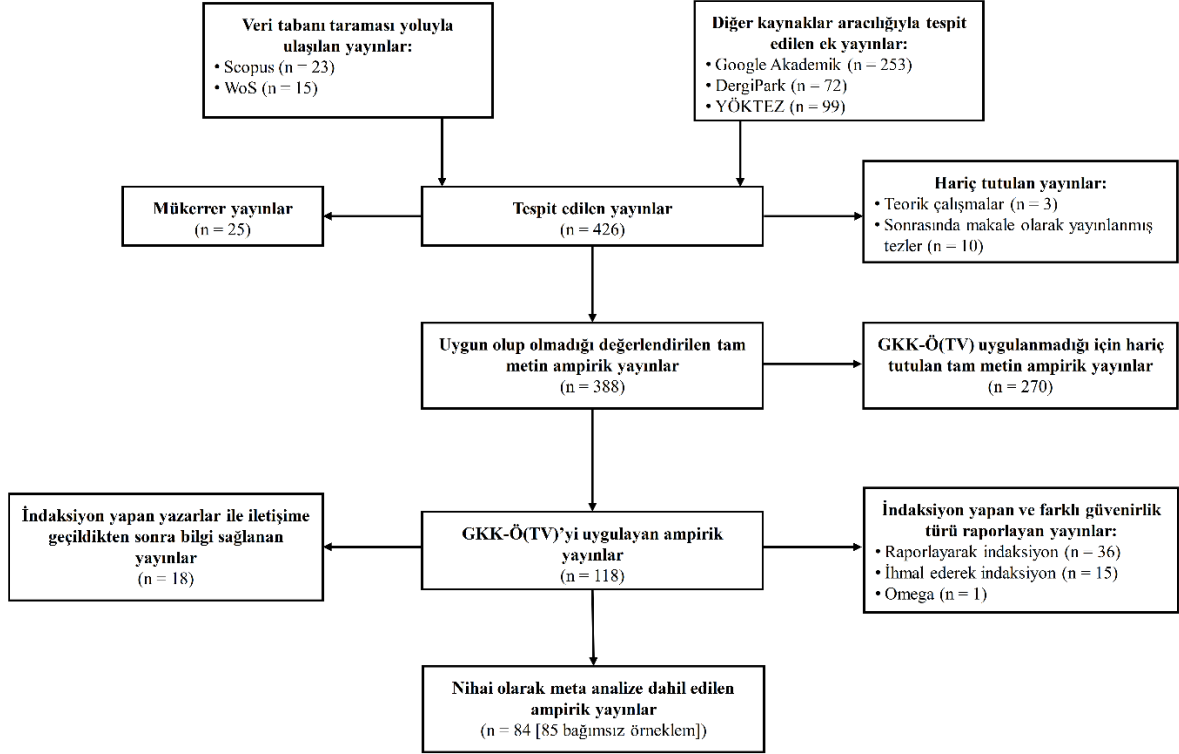 Veri tabanı taraması yoluyla
ulaşılan yayınlar:
• Scopus (n = 23)
• WoS (n = 15)
Diğer kaynaklar aracılığıyla tespit
edilen ek yayınlar:
• Google Akademik (n = 253)
• DergiPark (n = 72)
• YÖKTEZ (n = 99)
Mükerrer yayınlar
(n = 25)
Tespit edilen yayınlar
(n = 426)
Hariç tutulan yayınlar:
• Teorik çalışmalar (n = 3)
• Sonrasında makale olarak yayınlanmış
tezler (n = 10)
Uygun olup olmadığı değerlendirilen tam
metin ampirik yayınlar
(n = 388)
GKK-Ö(TV) uygulanmadığı için hariç
tutulan tam metin ampirik yayınlar
(n = 270)
İndaksiyon yapan yazarlar ile iletişime
geçildikten sonra bilgi sağlanan
yayınlar
(n = 18)
GKK-Ö(TV)’yi uygulayan ampirik
yayınlar
(n = 118)
İndaksiyon yapan ve farklı güvenirlik
türü raporlayan yayınlar:
• Raporlayarak indaksiyon (n = 36)
• İhmal ederek indaksiyon (n = 15)
• Omega (n = 1)
Nihai olarak meta analize dahil edilen
ampirik yayınlar
(n = 84 [85 bağımsız örneklem])